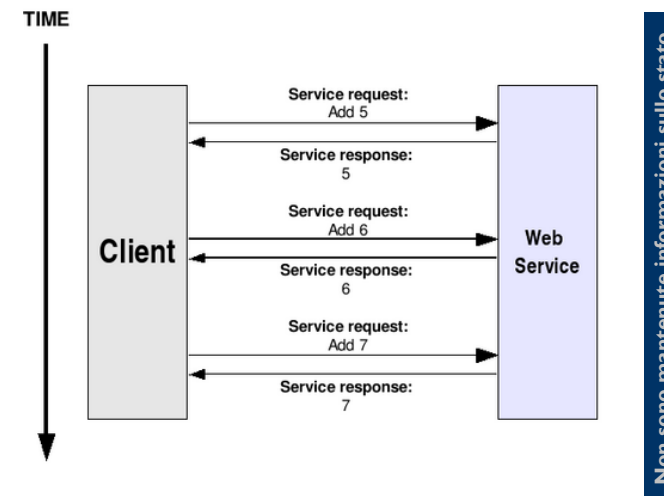 TIME
Client
Service request:
Add 5
Service response:
5
Service request:
Add 6
Service response:
6
Service request:
Add 7
Service response:
7
Web
Service
Non sono mantenute informazioni sullo stato